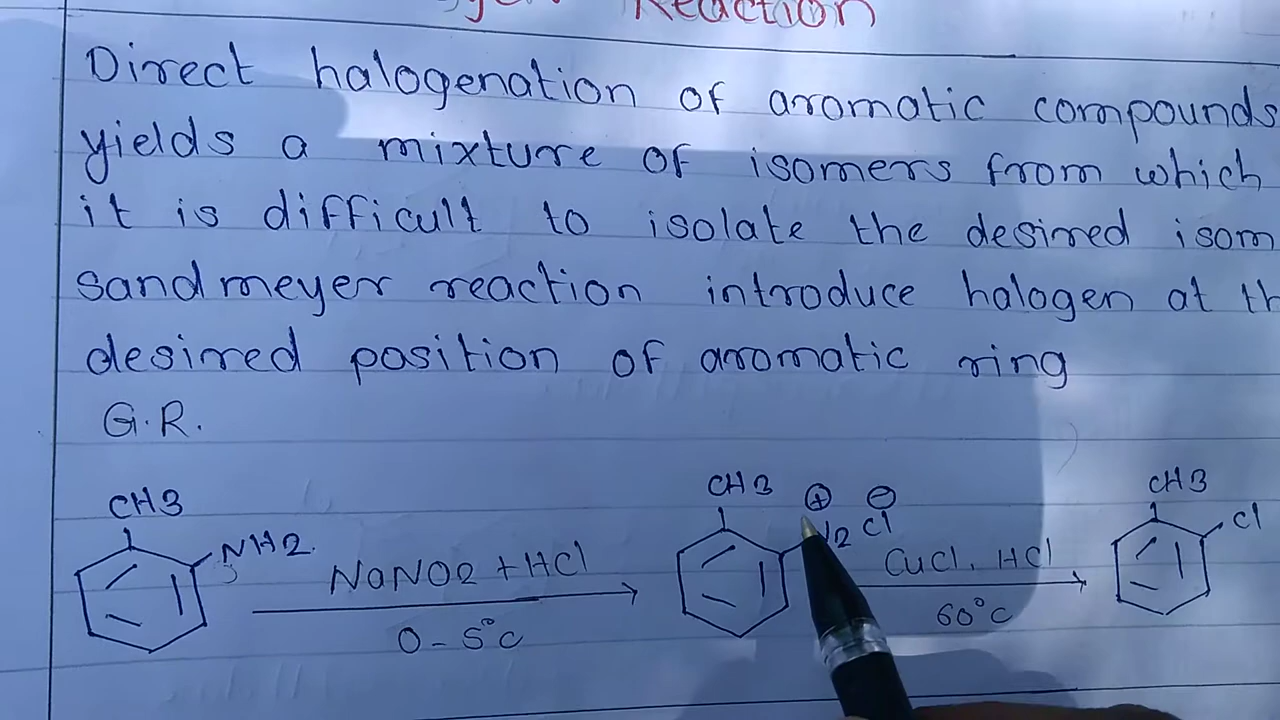 Reaction
Direct halogenation of aromatic compounds
yields a mixture of isomers from which
it is difficult to isolate the desired isom
sandmeyer reaction introduce halogen at th
desired position of aromatic ring
G.R.
CH3 CH3 ⊕ ⊖ CH3
NH2 NaNO2 + HCl N2 Cl CuCl, HCl Cl
0-5°c 60°c